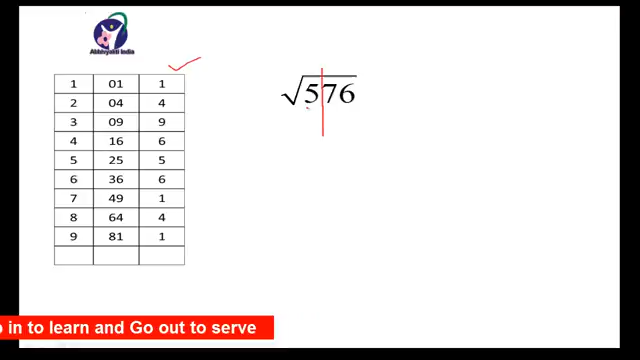 Abhhyakti India
1 01 1
2 04 4
3 09 9
4 16 6
5 25 5
6 36 6
7 49 1
8 64 4
9 81 1
√576
in to learn and Go out to serve